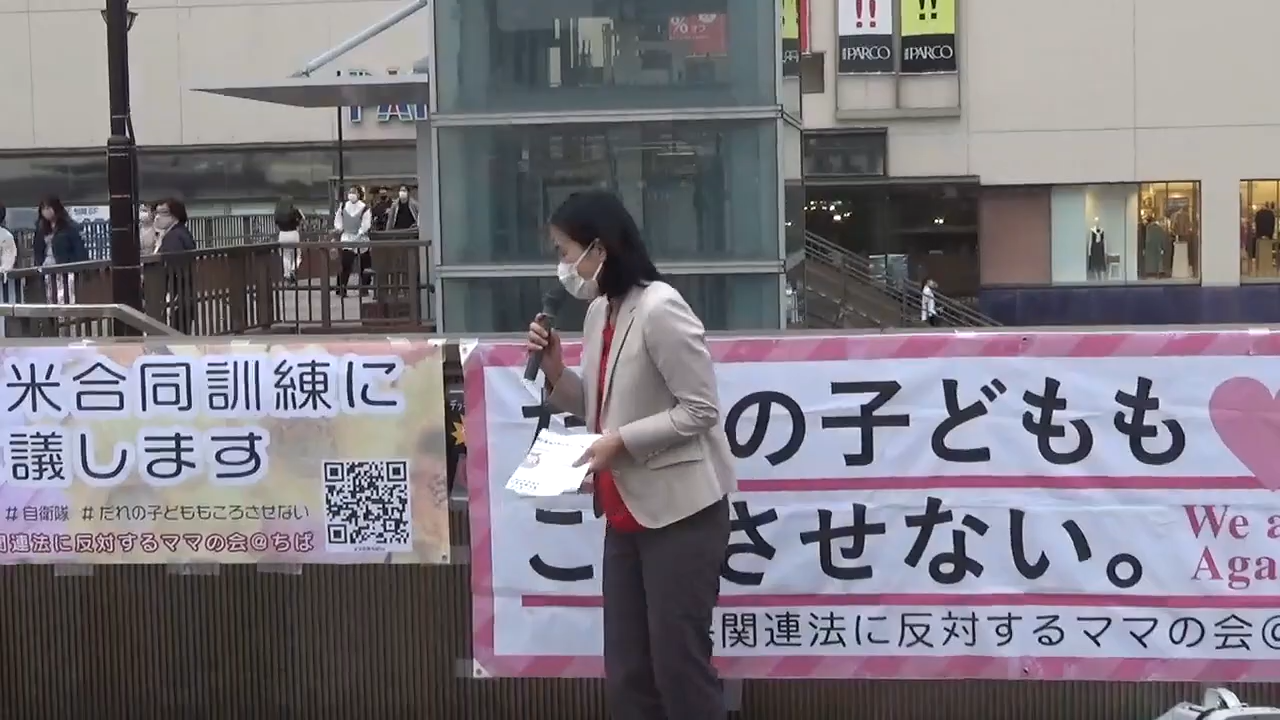 !!
!!
PARCO
PARCO
米合同訓練に
議します
#自衛隊 #だれの子どももころさせない
関連法に反対するママの会@ちば
の子どもも
させない。
We a
Aga
関連法に反対するママの会@